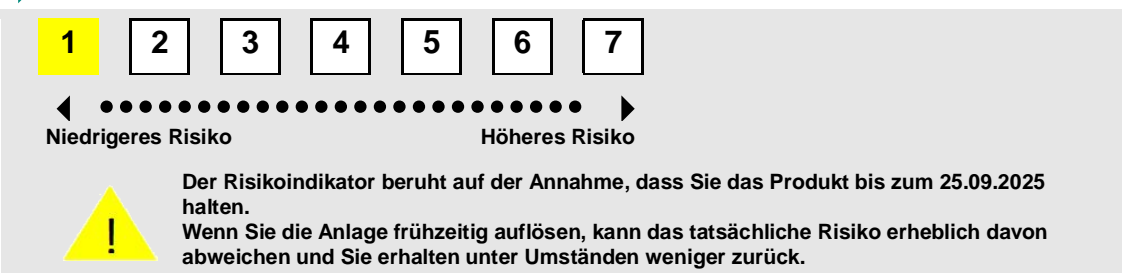 1 2 3 4 5 6 7
Niedrigeres Risiko Höheres Risiko
Der Risikoindikator beruht auf der Annahme, dass Sie das Produkt bis zum 25.09.2025
halten.
Wenn Sie die Anlage frühzeitig auflösen, kann das tatsächliche Risiko erheblich davon
abweichen und Sie erhalten unter Umständen weniger zurück.
!